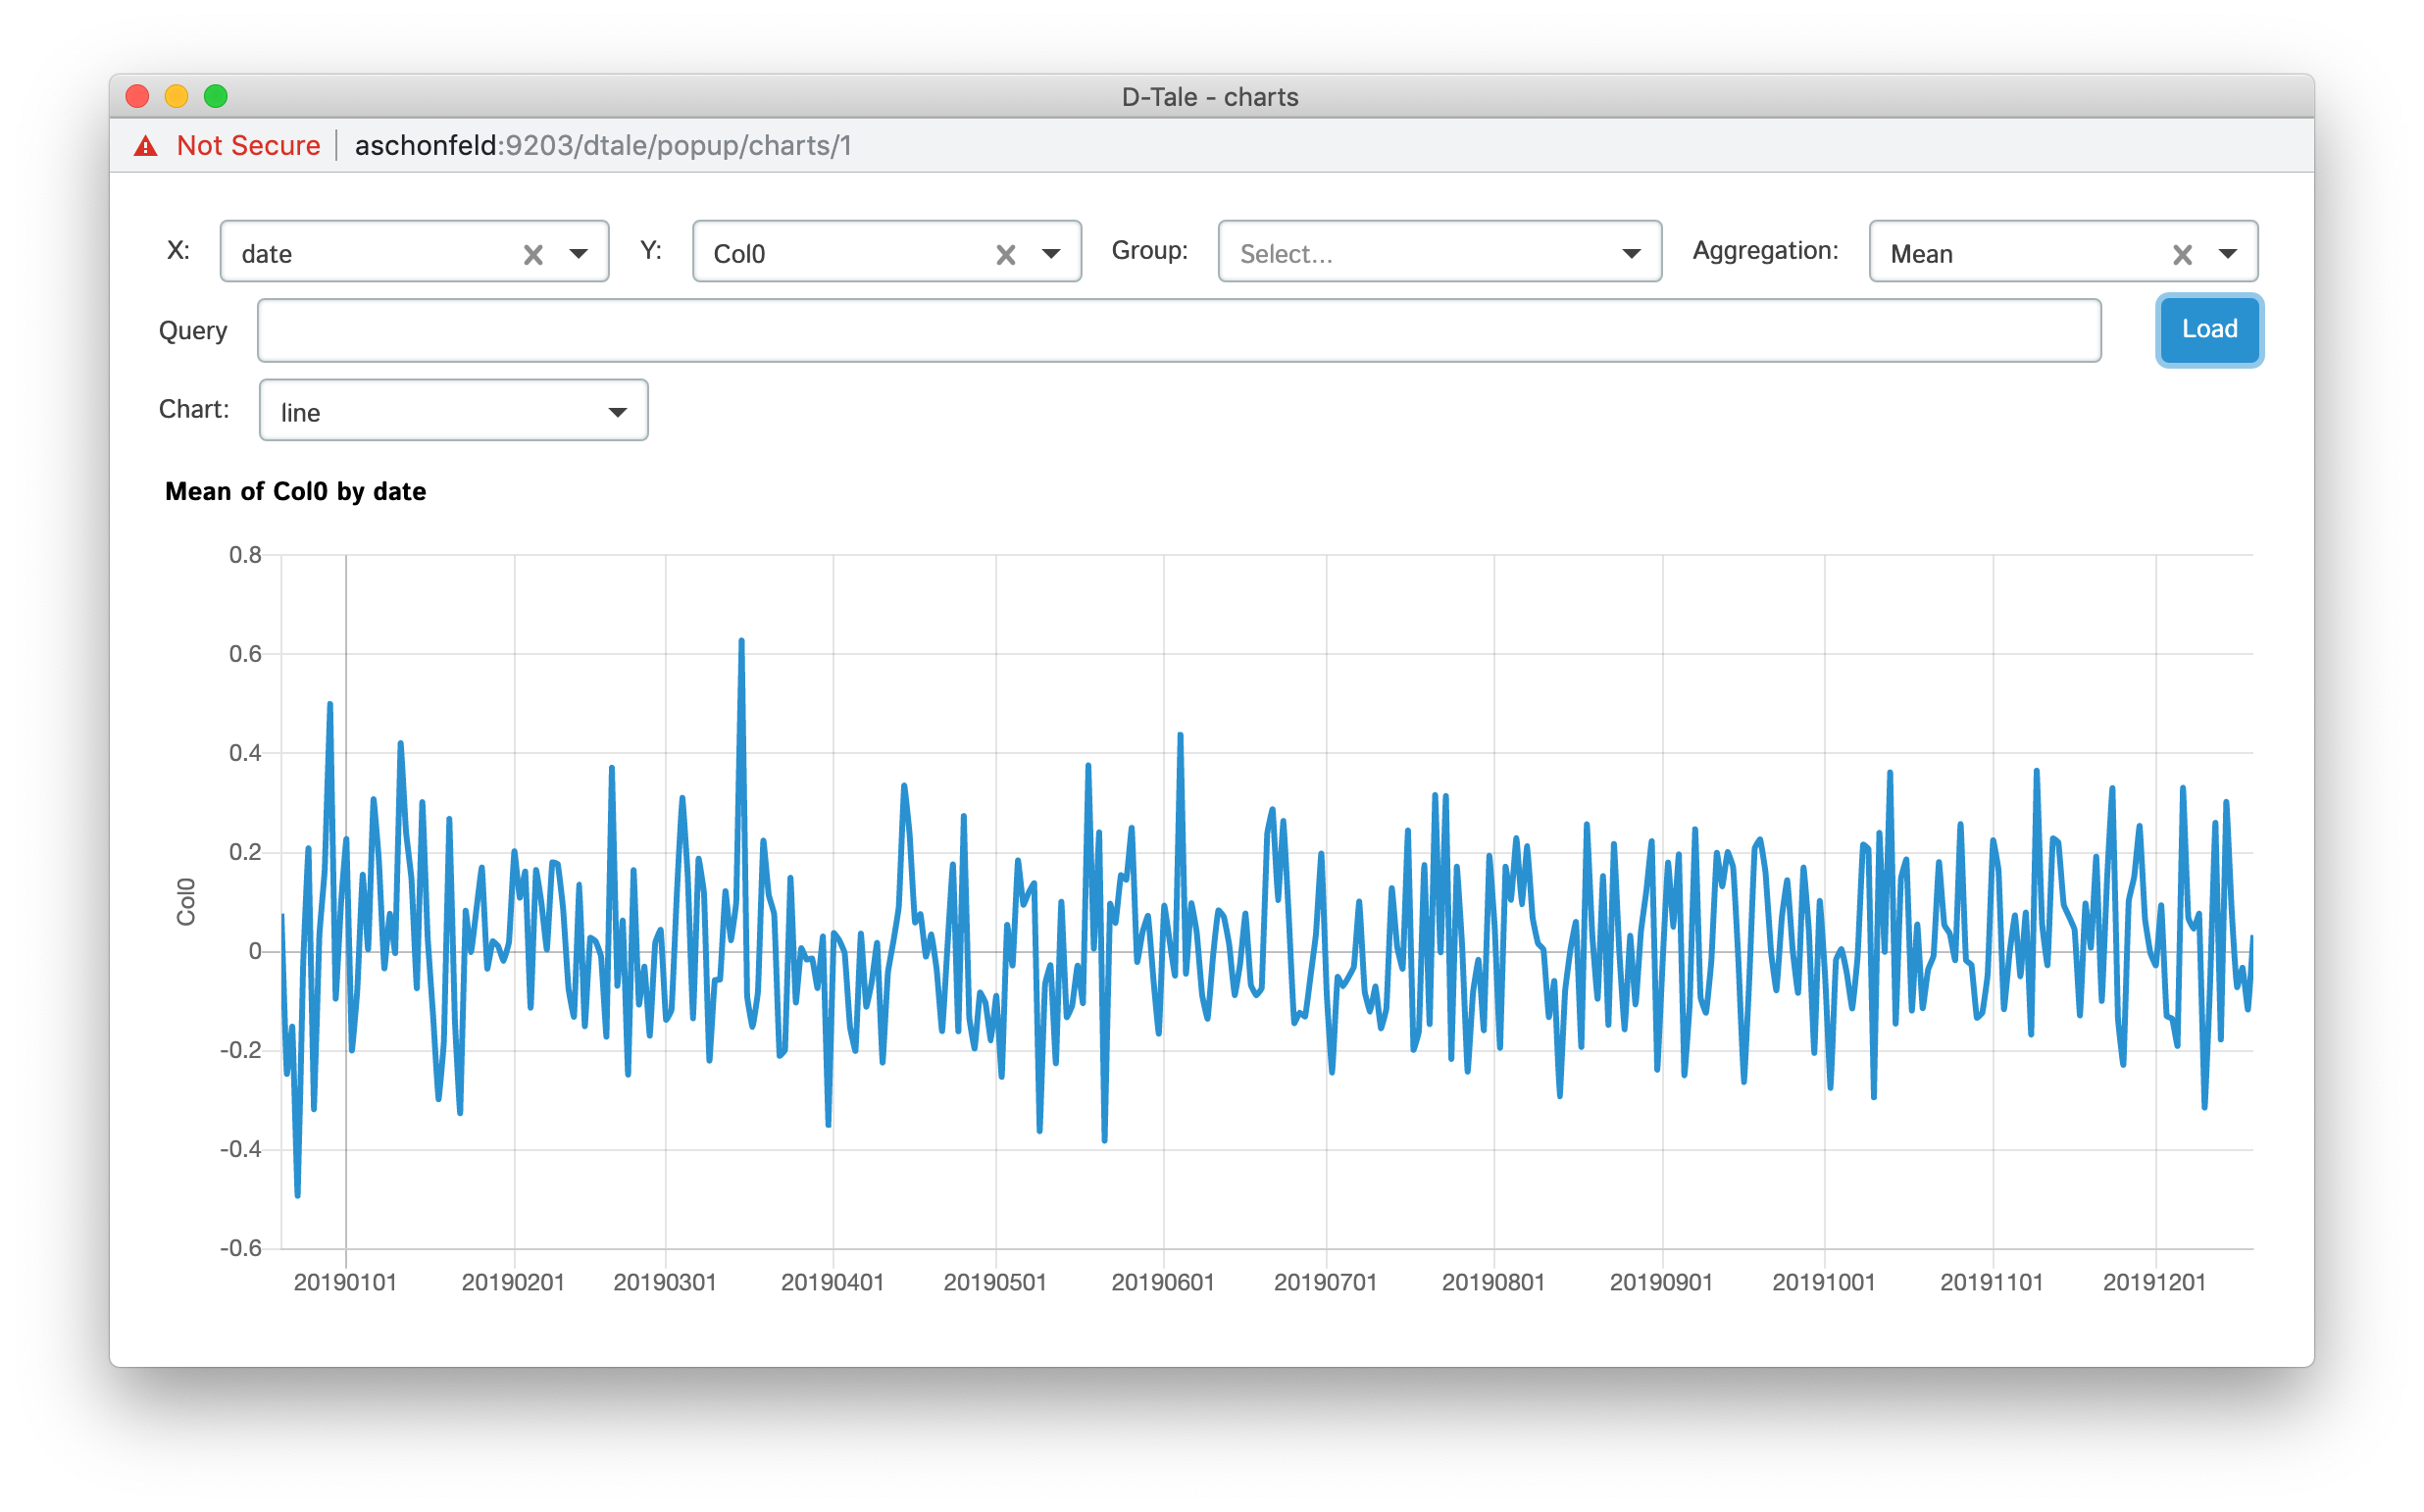 D-Tale - charts
Not Secure | aschonfeld:9203/dtale/popup/charts/1
X: date Y: Col0 Group: Select... Aggregation: Mean
Query Load
Chart: line
Mean of Col0 by date
0.8
0.6
0.4
0.2
0
-0.2
-0.4
-0.6
Col0
20190101 20190201 20190301 20190401 20190501 20190601 20190701 20190801 20190901 20191001 20191101 20191201